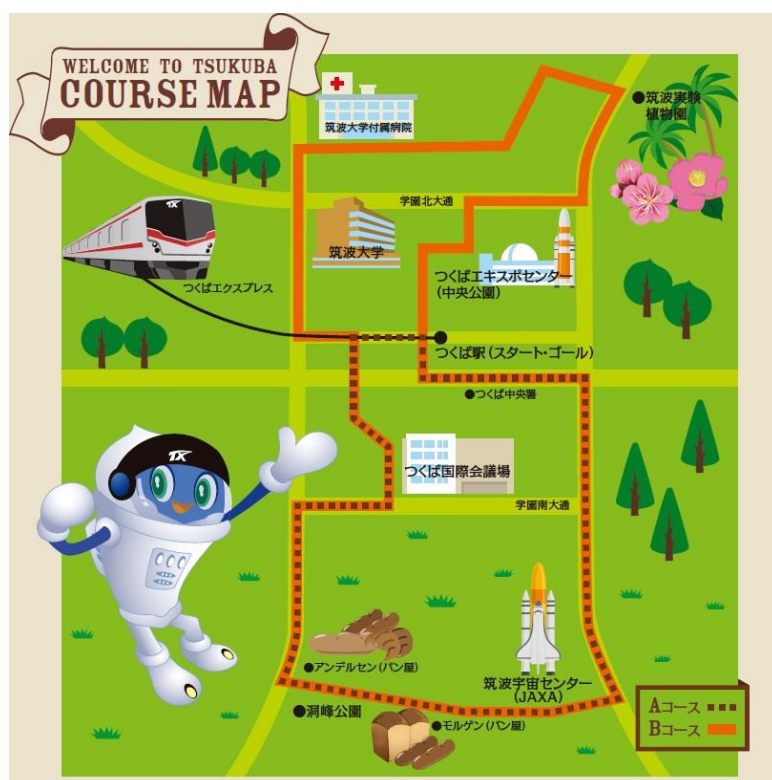 WELCOME TO TSUKUBA
COURSE MAP
筑波大学付属病院
●筑波実験
植物園
学園北大通
筑波大学
つくばエクスプレス
つくばエキスポセンター
(中央公園)
つくば駅(スタート・ゴール)
●つくば中央署
つくば国際会議場
学園南大通
●アンデルセン(パン屋)
筑波宇宙センター
(JAXA)
●洞峰公園
●モルゲン(パン屋)
Aコース
Bコース
TX
TX